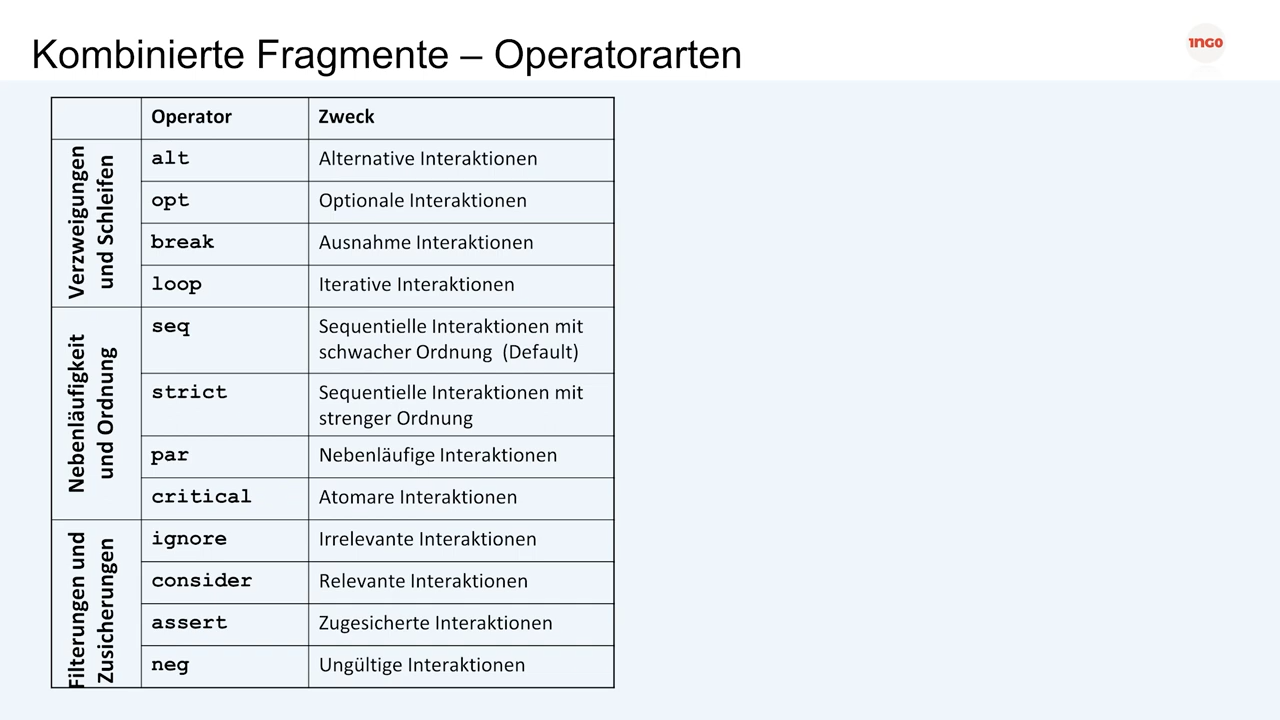 Kombinierte Fragmente – Operatorarten
1NGO
Operator Zweck
Verzweigungen
und Schleifen
alt Alternative Interaktionen
opt Optionale Interaktionen
break Ausnahme Interaktionen
loop Iterative Interaktionen
Nebenläufigkeit
und Ordnung
seq Sequentielle Interaktionen mit
schwacher Ordnung (Default)
strict Sequentielle Interaktionen mit
strenger Ordnung
par Nebenläufige Interaktionen
critical Atomare Interaktionen
Filterungen und
Zusicherungen
ignore Irrelevante Interaktionen
consider Relevante Interaktionen
assert Zugesicherte Interaktionen
neg Ungültige Interaktionen